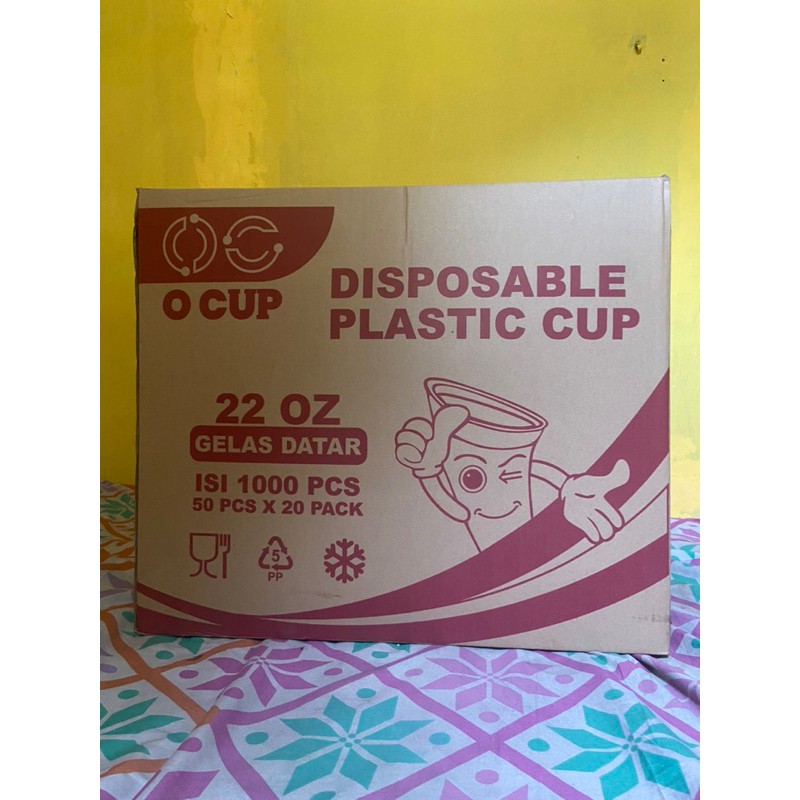 O CUP
DISPOSABLE
PLASTIC CUP
22 OZ
GELAS DATAR
ISI 1000 PCS
50 PCS X 20 PACK
5
PP